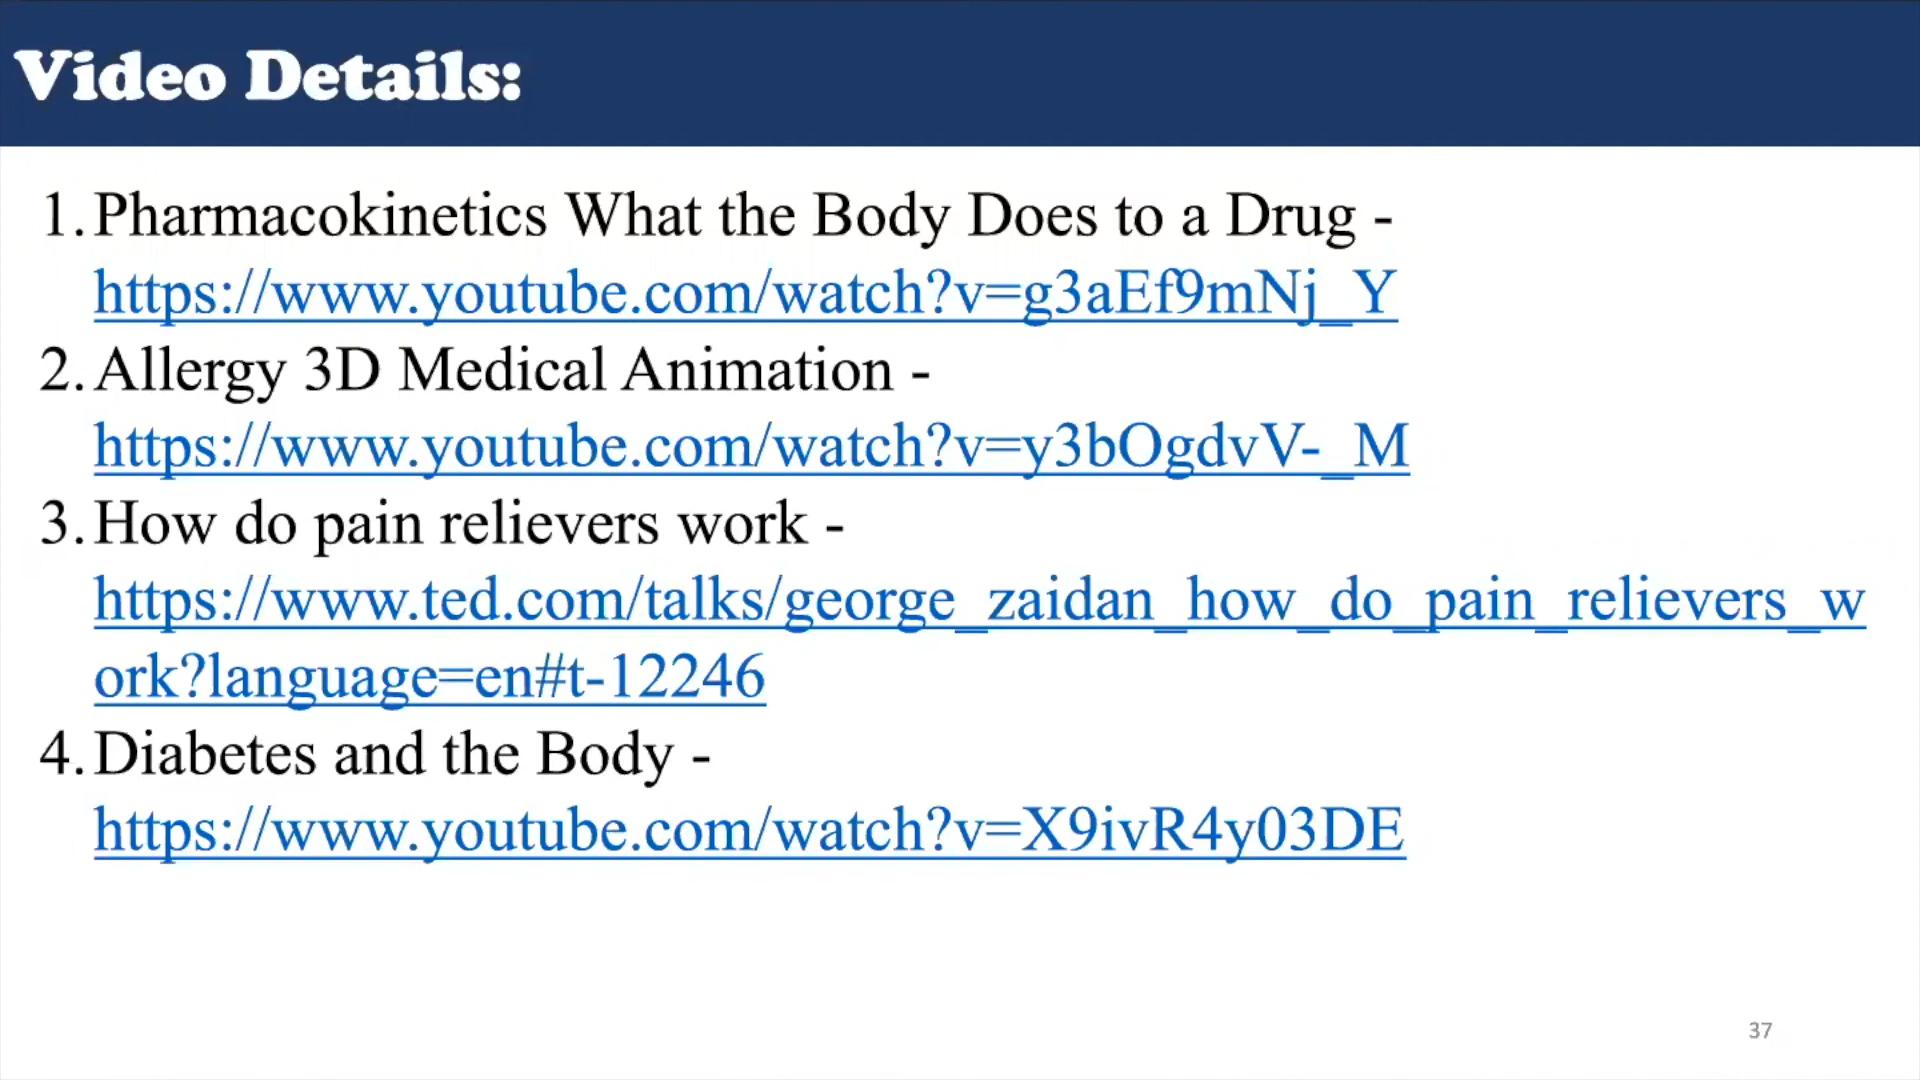 Video Details:
1. Pharmacokinetics What the Body Does to a Drug -
https://www.youtube.com/watch?v=g3aEf9mNj_Y
2. Allergy 3D Medical Animation -
https://www.youtube.com/watch?v=y3bOgdvV-_M
3. How do pain relievers work -
https://www.ted.com/talks/george_zaidan_how_do_pain_relievers_w
ork?language=en#t-12246
4. Diabetes and the Body -
https://www.youtube.com/watch?v=X9ivR4y03DE
37